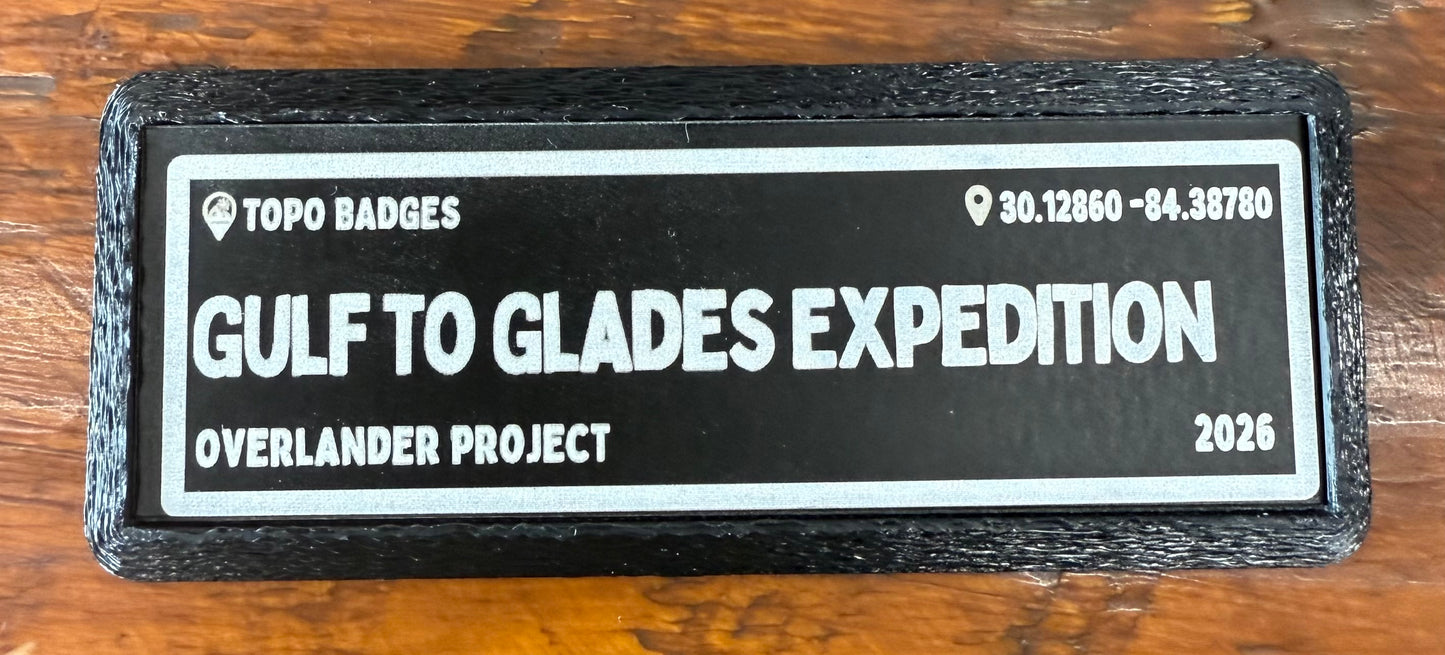 TOPO BADGES
30.12860 -84.38780
GULF TO GLADES EXPEDITION
OVERLANDER PROJECT
2026